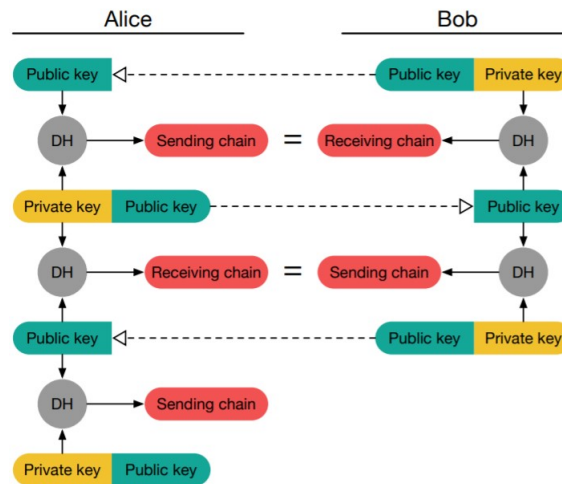 Alice Bob
Public key Public key Private key
DH Sending chain = Receiving chain DH
Private key Public key Public key
DH Receiving chain = Sending chain DH
Public key Public key Private key
DH Sending chain
Private key Public key